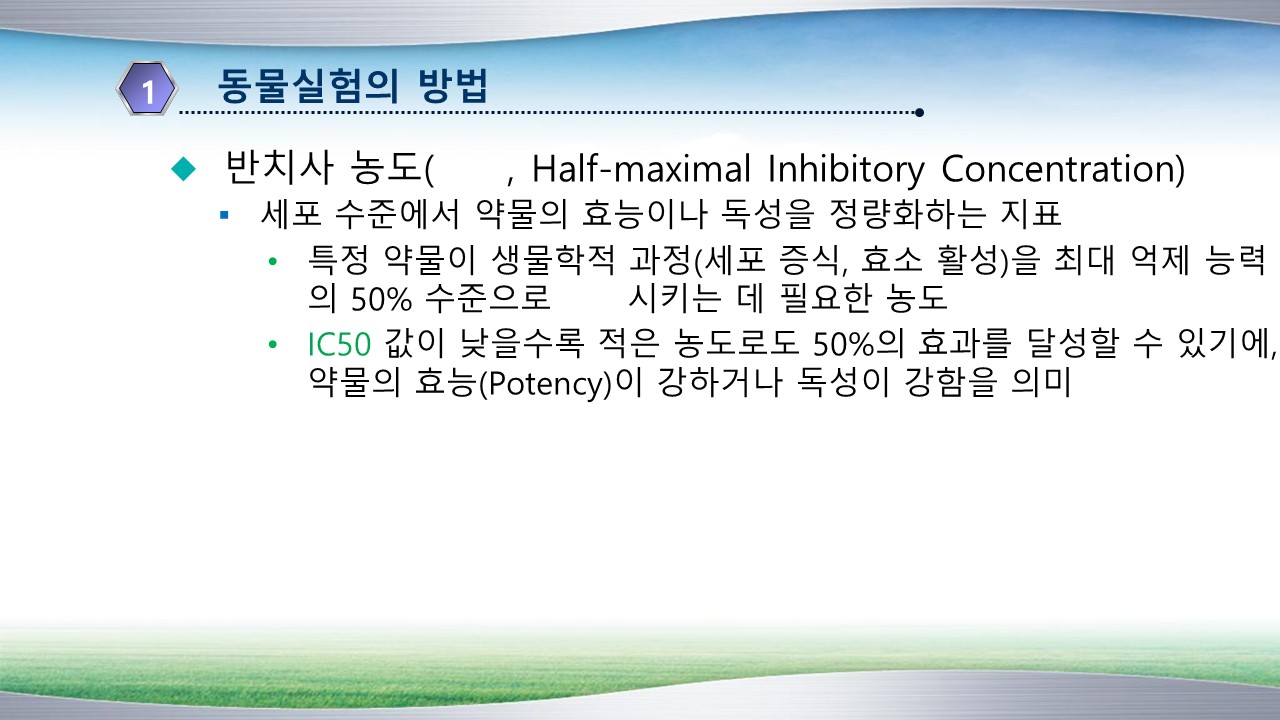 1 동물실험의 방법
반치사 농도( , Half-maximal Inhibitory Concentration)
세포 수준에서 약물의 효능이나 독성을 정량화하는 지표
특정 약물이 생물학적 과정(세포 증식, 효소 활성)을 최대 억제 능력
의 50% 수준으로 시키는 데 필요한 농도
IC50 값이 낮을수록 적은 농도로도 50%의 효과를 달성할 수 있기에,
약물의 효능(Potency)이 강하거나 독성이 강함을 의미